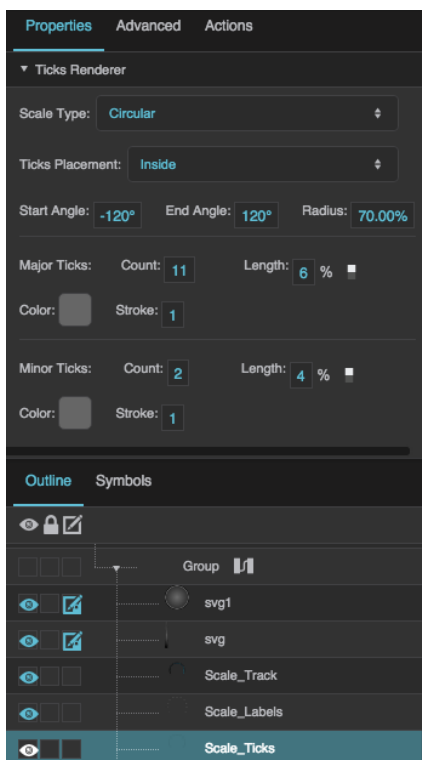 Properties Advanced Actions
Ticks Renderer
Scale Type: Circular
Ticks Placement: Inside
Start Angle: -120° End Angle: 120° Radius: 70.00%
Major Ticks: Count: 11 Length: 6 %
Color: Stroke: 1
Minor Ticks: Count: 2 Length: 4 %
Color: Stroke: 1
Outline Symbols
Group
svg1
svg
Scale_Track
Scale_Labels
Scale_Ticks